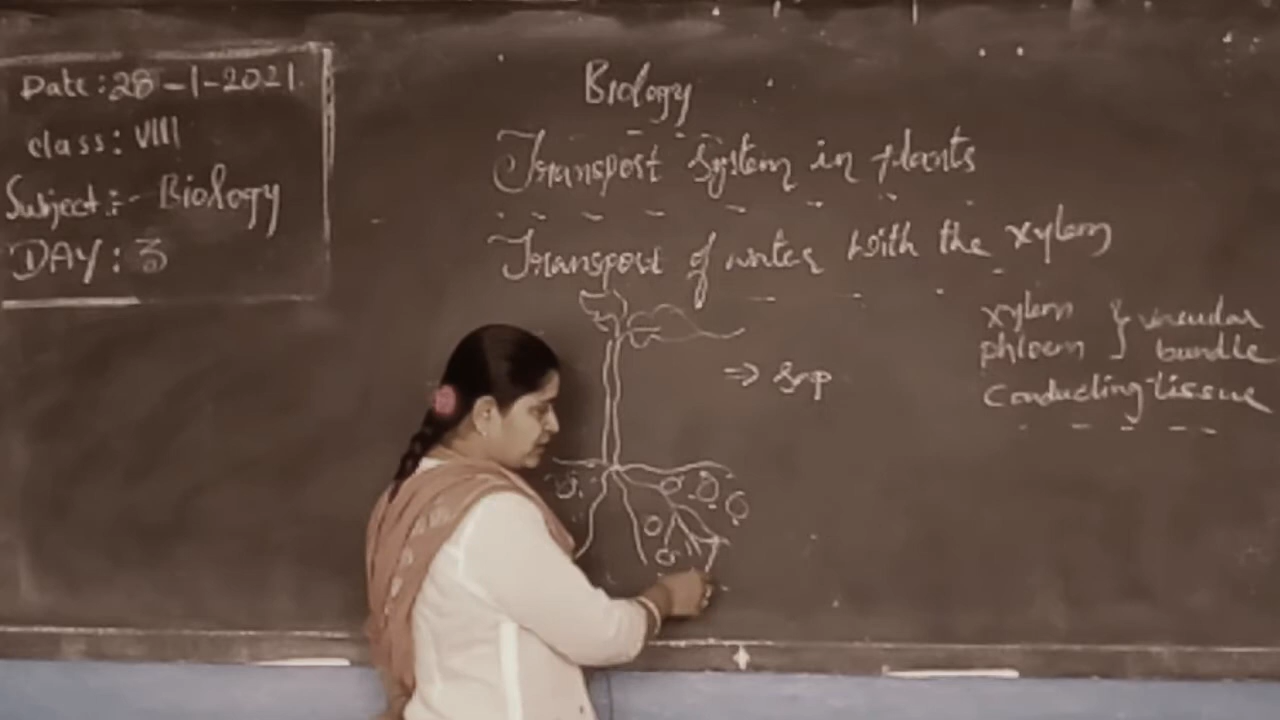 Date: 28-1-2021.
class: VIII
Subject:- Biology
DAY: 3
Biology
Transport system in plants
Transport of water with the xylem
xylem
phloem } vascular bundle
Conducting-tissue
⇒ Sap